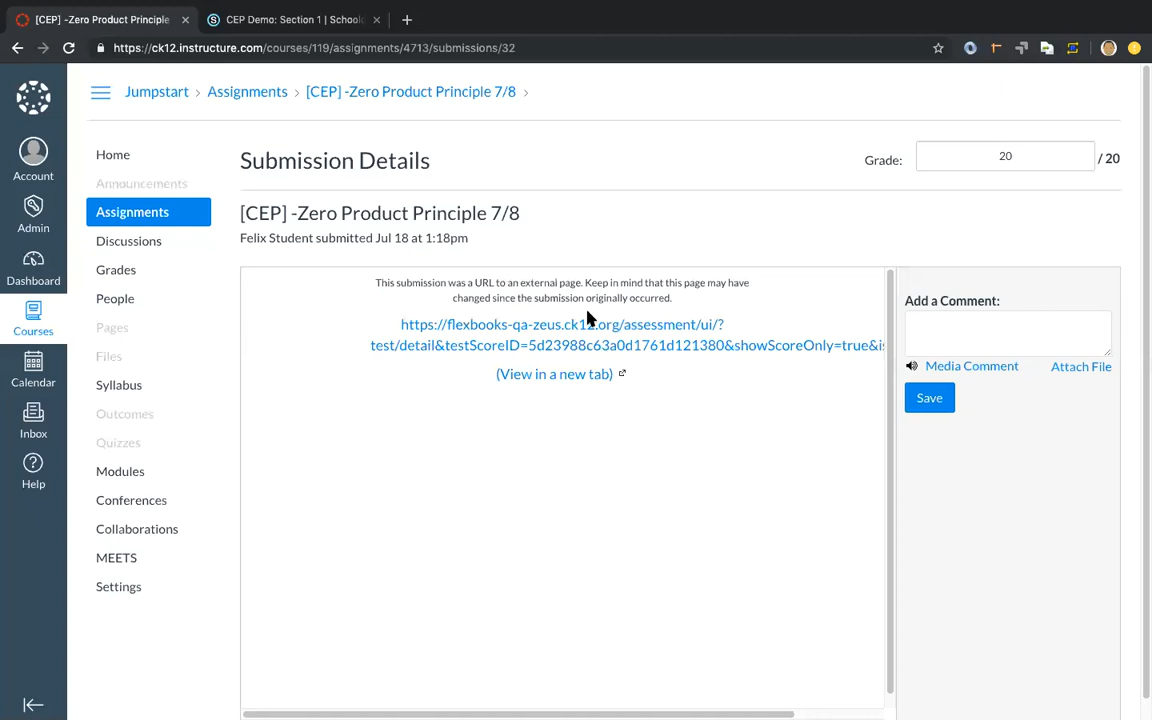 [CEP] -Zero Product Principle
CEP Demo: Section 1 | School
https://ck12.instructure.com/courses/119/assignments/4713/submissions/32
Jumpstart > Assignments > [CEP] -Zero Product Principle 7/8 >
Account
Admin
Dashboard
Courses
Calendar
Inbox
Help
Home
Announcements
Assignments
Discussions
Grades
People
Pages
Files
Syllabus
Outcomes
Quizzes
Modules
Conferences
Collaborations
MEETS
Settings
Submission Details
Grade: 20 / 20
[CEP] -Zero Product Principle 7/8
Felix Student submitted Jul 18 at 1:18pm
This submission was a URL to an external page. Keep in mind that this page may have
changed since the submission originally occurred.
https://flexbooks-qa-zeus.ck12.org/assessment/ui/?
test/detail&testScoreID=5d23988c63a0d1761d121380&showScoreOnly=true&is
(View in a new tab)
Add a Comment:
Media Comment
Attach File
Save